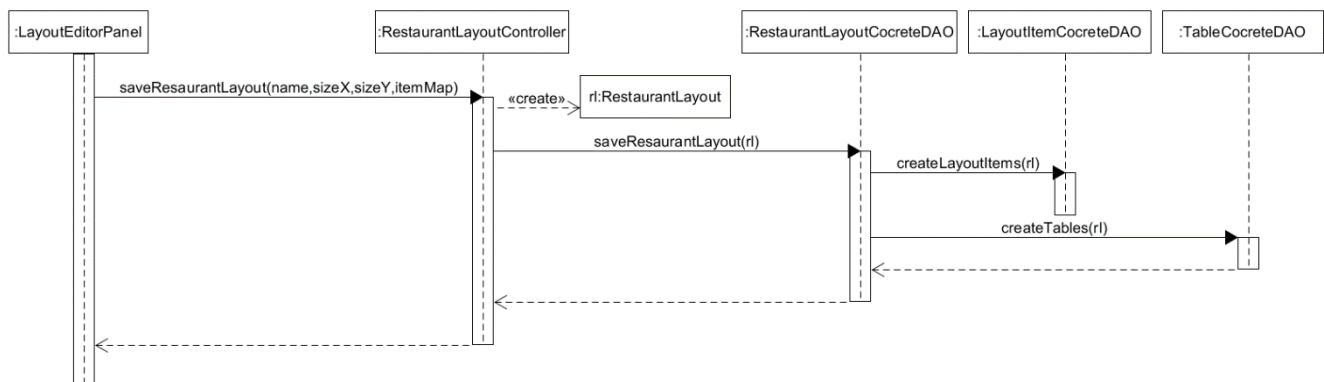 :LayoutEditorPanel
:RestaurantLayoutController
:RestaurantLayoutCocreteDAO
:LayoutItemCocreteDAO
:TableCocreteDAO
saveResaurantLayout(name,sizeX,sizeY,itemMap)
«create»
rl:RestaurantLayout
saveResaurantLayout(rl)
createLayoutItems(rl)
createTables(rl)